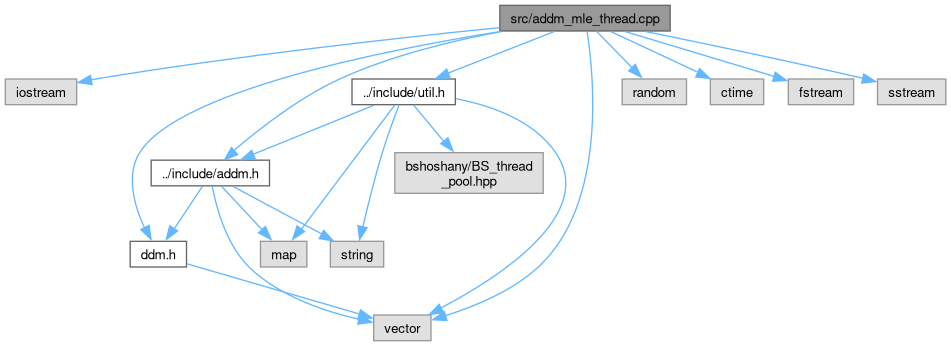 src/addm_mle_thread.cpp
iostream
../include/util.h
random
ctime
fstream
sstream
../include/addm.h
bshoshany/BS_thread
_pool.hpp
ddm.h
map
string
vector